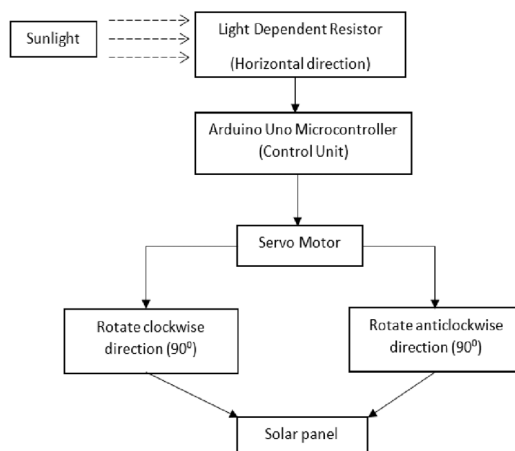 Sunlight
Light Dependent Resistor
(Horizontal direction)
Arduino Uno Microcontroller
(Control Unit)
Servo Motor
Rotate clockwise
direction (90⁰)
Rotate anticlockwise
direction (90⁰)
Solar panel